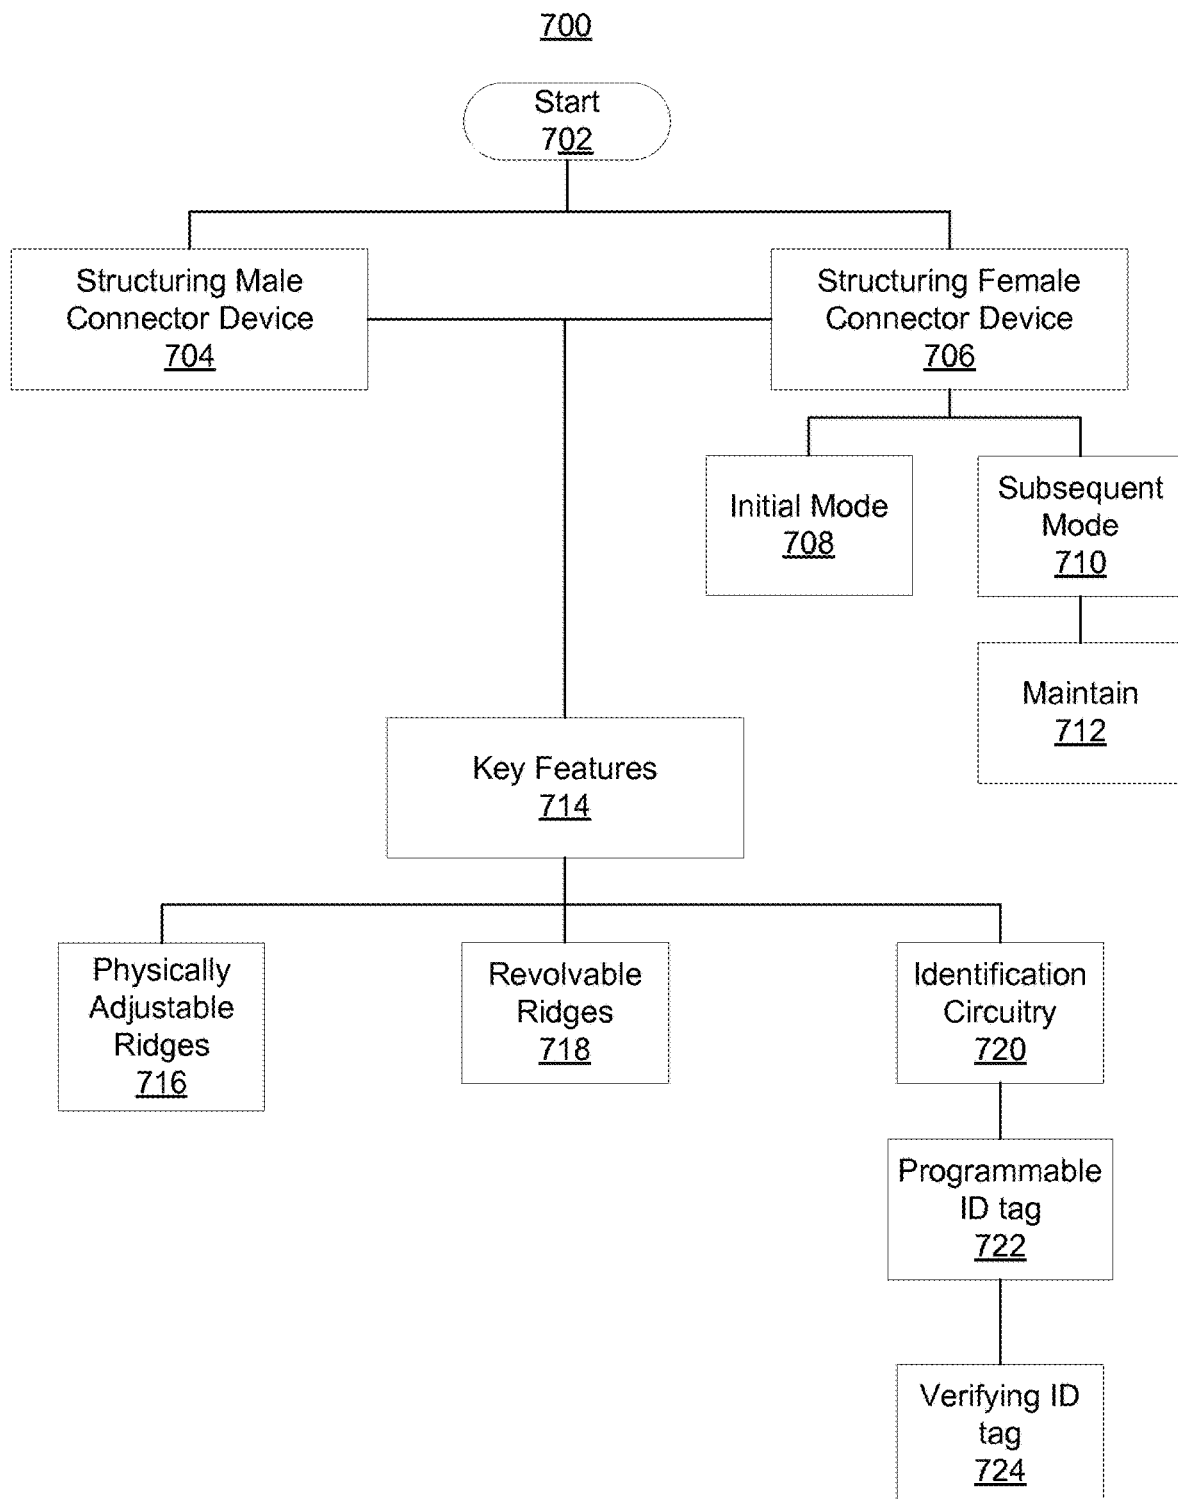 700
Start
702
Structuring Male
Connector Device
704
Structuring Female
Connector Device
706
Initial Mode
708
Subsequent
Mode
710
Maintain
712
Key Features
714
Physically
Adjustable
Ridges
716
Revolvable
Ridges
718
Identification
Circuitry
720
Programmable
ID tag
722
Verifying ID
tag
724